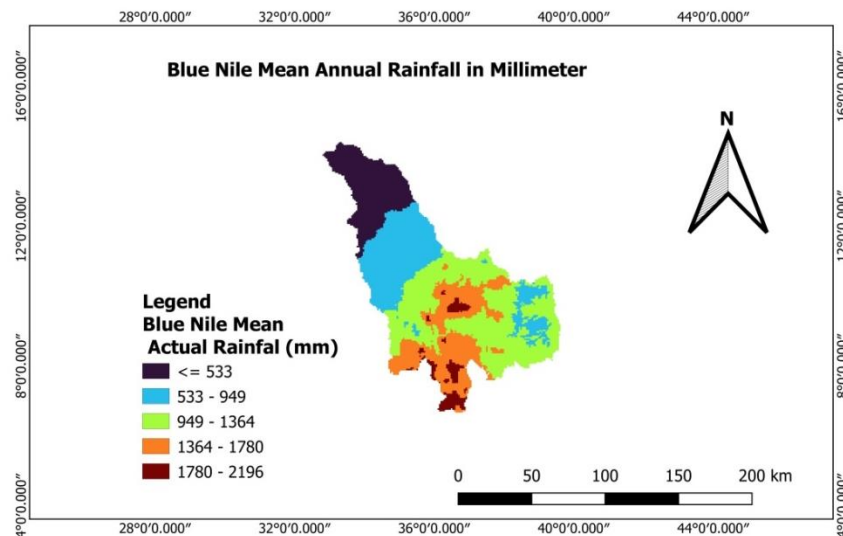 28°0'0.000" 32°0'0.000" 36°0'0.000" 40°0'0.000" 44°0'0.000"
Blue Nile Mean Annual Rainfall in Millimeter
16°0'0.000"
16°0'0.000"
N
12°0'0.000"
12°0'0.000"
Legend
Blue Nile Mean
Actual Rainfal (mm)
<= 533
533 - 949
949 - 1364
1364 - 1780
1780 - 2196
8°0'0.000"
8°0'0.000"
0 50 100 150 200 km
4°0'0.000"
4°0'0.000"
28°0'0.000" 32°0'0.000" 36°0'0.000" 40°0'0.000" 44°0'0.000"